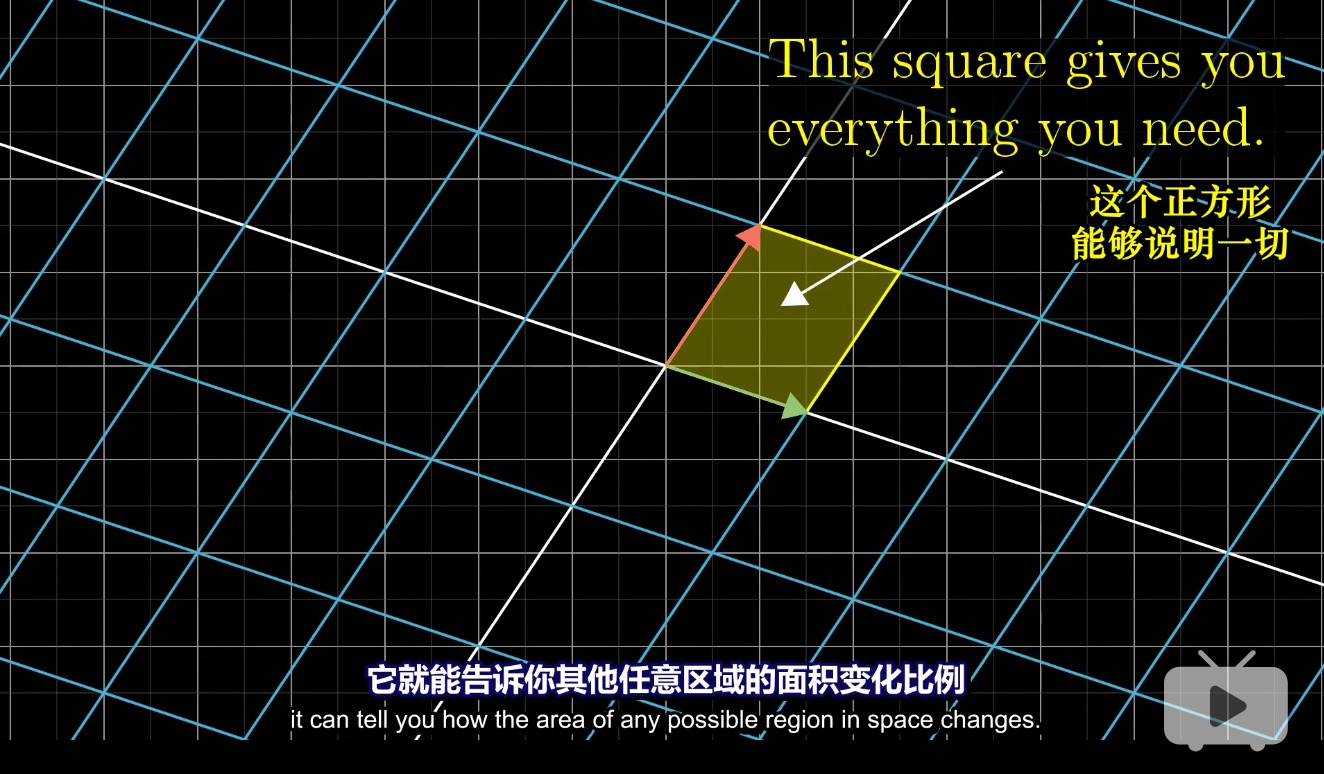 This square gives you
everything you need.
这个正方形
能够说明一切
它就能告诉你其他任意区域的面积变化比例
it can tell you how the area of any possible region in space changes.